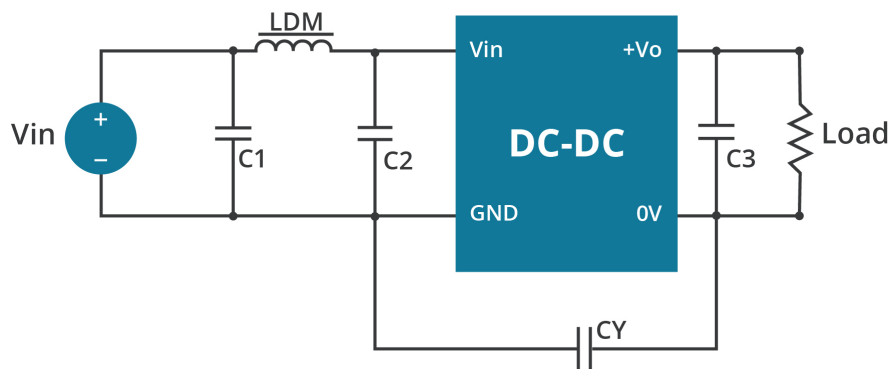 LDM
Vin
+
−
C1
C2
Vin
+Vo
DC-DC
GND
0V
C3
Load
CY